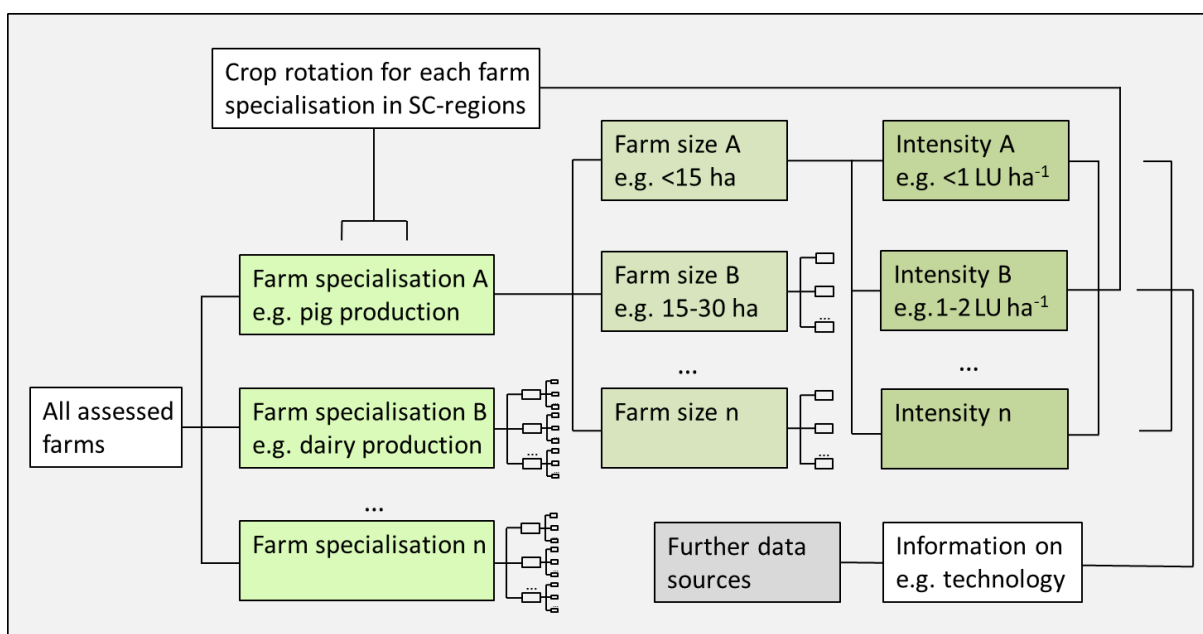 Crop rotation for each farm
specialisation in SC-regions
Farm size A
e.g. <15 ha
Intensity A
e.g. <1 LU ha⁻¹
Farm specialisation A
e.g. pig production
Farm size B
e.g. 15-30 ha
...
Intensity B
e.g.1-2 LU ha⁻¹
...
...
All assessed
farms
Farm specialisation B
e.g. dairy production
...
Farm size n
...
Intensity n
...
Farm specialisation n
...
Further data
sources
Information on
e.g. technology